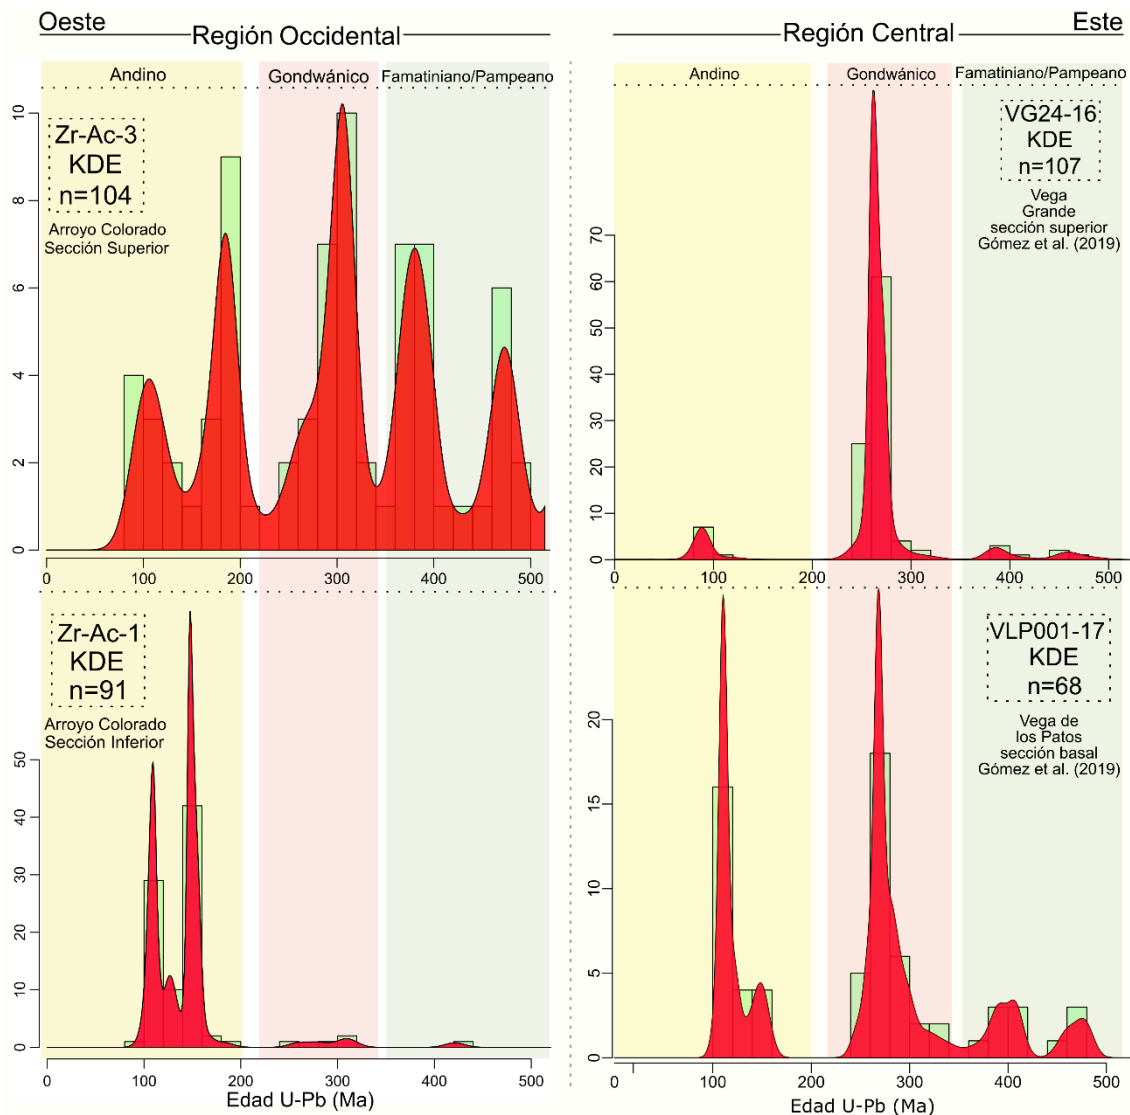 Oeste
Región Occidental
Región Central
Este
Andino
Gondwánico
Famatiniano/Pampeano
Andino
Gondwánico
Famatiniano/Pampeano
Zr-Ac-3
KDE
n=104
Arroyo Colorado
Sección Superior
10
8
6
4
2
0
0 100 200 300 400 500
VG24-16
KDE
n=107
Vega
Grande
sección superior
Gómez et al. (2019)
70
60
50
40
30
20
10
0
0 100 200 300 400 500
Zr-Ac-1
KDE
n=91
Arroyo Colorado
Sección Inferior
50
40
30
20
10
0
0 100 200 300 400 500
Edad U-Pb (Ma)
VLP001-17
KDE
n=68
Vega de
los Patos
sección basal
Gómez et al. (2019)
20
15
10
5
0
0 100 200 300 400 500
Edad U-Pb (Ma)